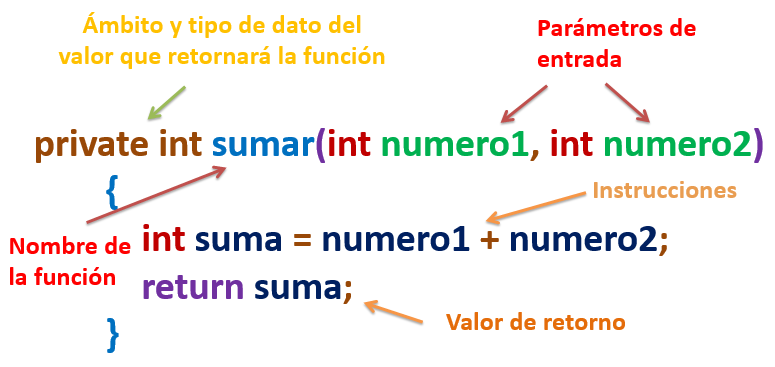 Ámbito y tipo de dato del
valor que retornará la función
Parámetros de
entrada
private int sumar(int numero1, int numero2)
{
Instrucciones
int suma = numero1 + numero2;
Nombre de
la función
return suma;
Valor de retorno
}